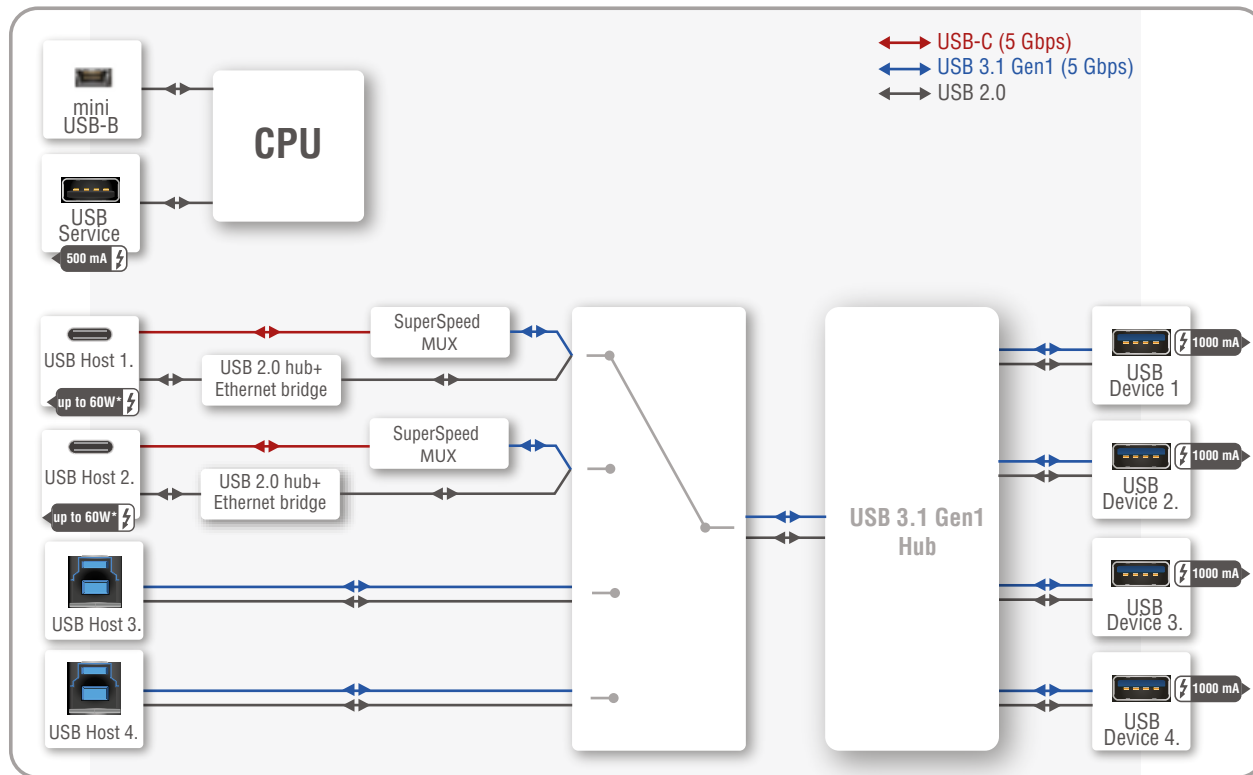 USB-C (5 Gbps)
USB 3.1 Gen1 (5 Gbps)
USB 2.0
mini
USB-B
CPU
USB
Service
500 mA
USB Host 1.
up to 60W*
SuperSpeed
MUX
USB 2.0 hub+
Ethernet bridge
USB Host 2.
up to 60W*
SuperSpeed
MUX
USB 2.0 hub+
Ethernet bridge
USB Host 3.
USB Host 4.
USB 3.1 Gen1
Hub
1000 mA
USB
Device 1
1000 mA
USB
Device 2.
1000 mA
USB
Device 3.
1000 mA
USB
Device 4.